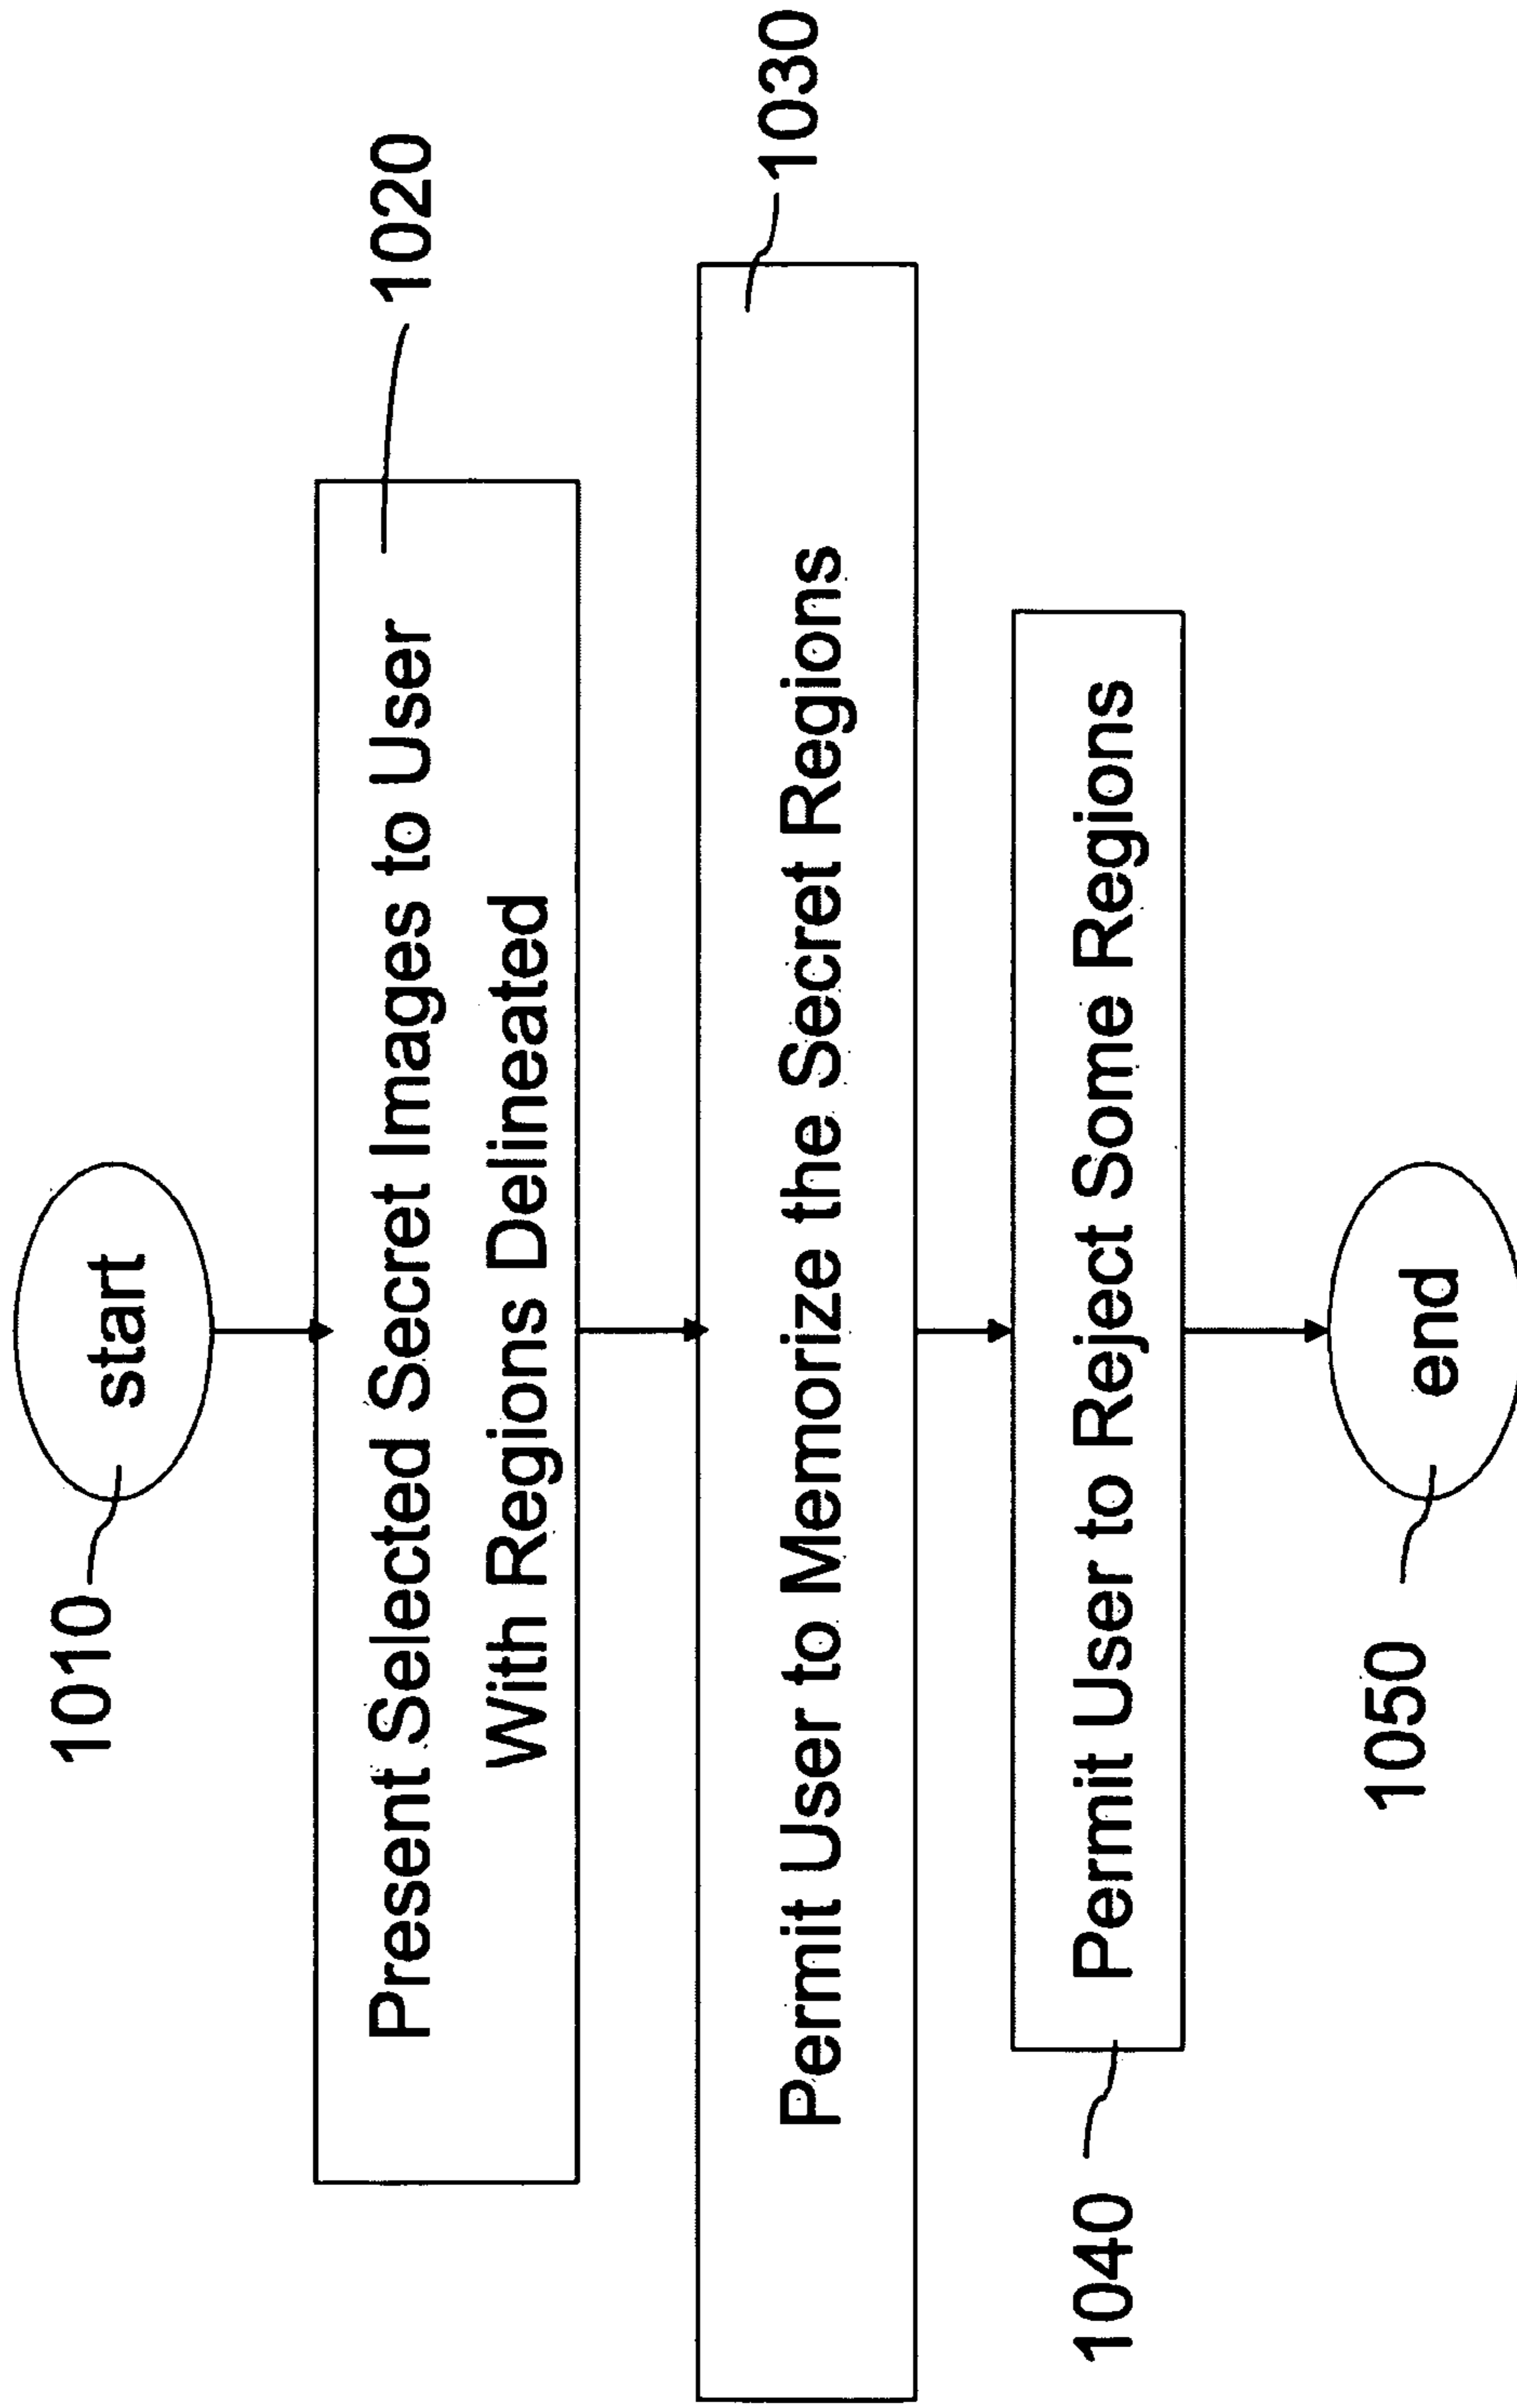 1010
start
Present Selected Secret Images to User
With Regions Delineated
1020
Permit User to Memorize the Secret Regions
1030
1040
Permit User to Reject Some Regions
1050
end